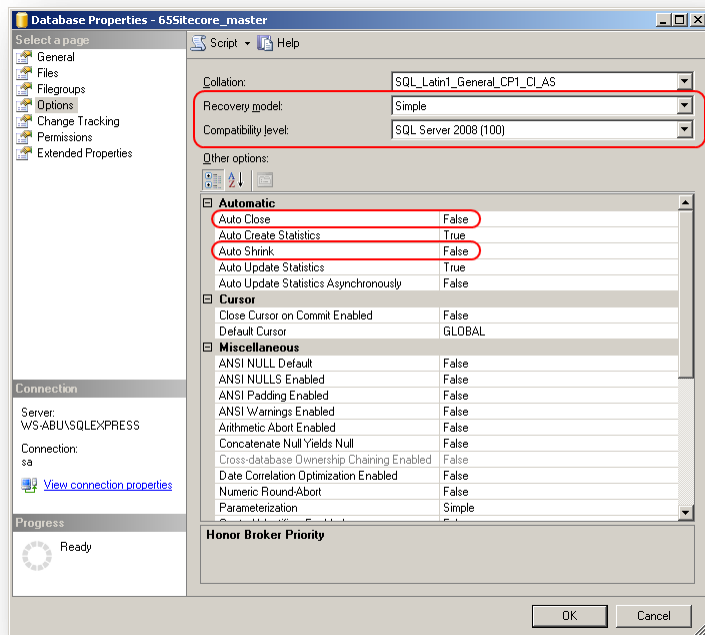 Database Properties - 65Sitecore_master
Select a page
General
Files
Filegroups
Options
Change Tracking
Permissions
Extended Properties
Script Help
Collation: SQL_Latin1_General_CP1_CI_AS
Recovery model: Simple
Compatibility level: SQL Server 2008 (100)
Other options:
Automatic
Auto Close False
Auto Create Statistics True
Auto Shrink False
Auto Update Statistics True
Auto Update Statistics Asynchronously False
Cursor
Close Cursor on Commit Enabled False
Default Cursor GLOBAL
Miscellaneous
ANSI NULL Default False
ANSI NULLS Enabled False
ANSI Padding Enabled False
ANSI Warnings Enabled False
Arithmetic Abort Enabled False
Concatenate Null Yields Null False
Cross-database Ownership Chaining Enabled False
Date Correlation Optimization Enabled False
Numeric Round-Abort False
Parameterization Simple
Honor Broker Priority
Connection
Server:
WS-ABU\SQLEXPRESS
Connection:
sa
View connection properties
Progress
Ready
OK Cancel